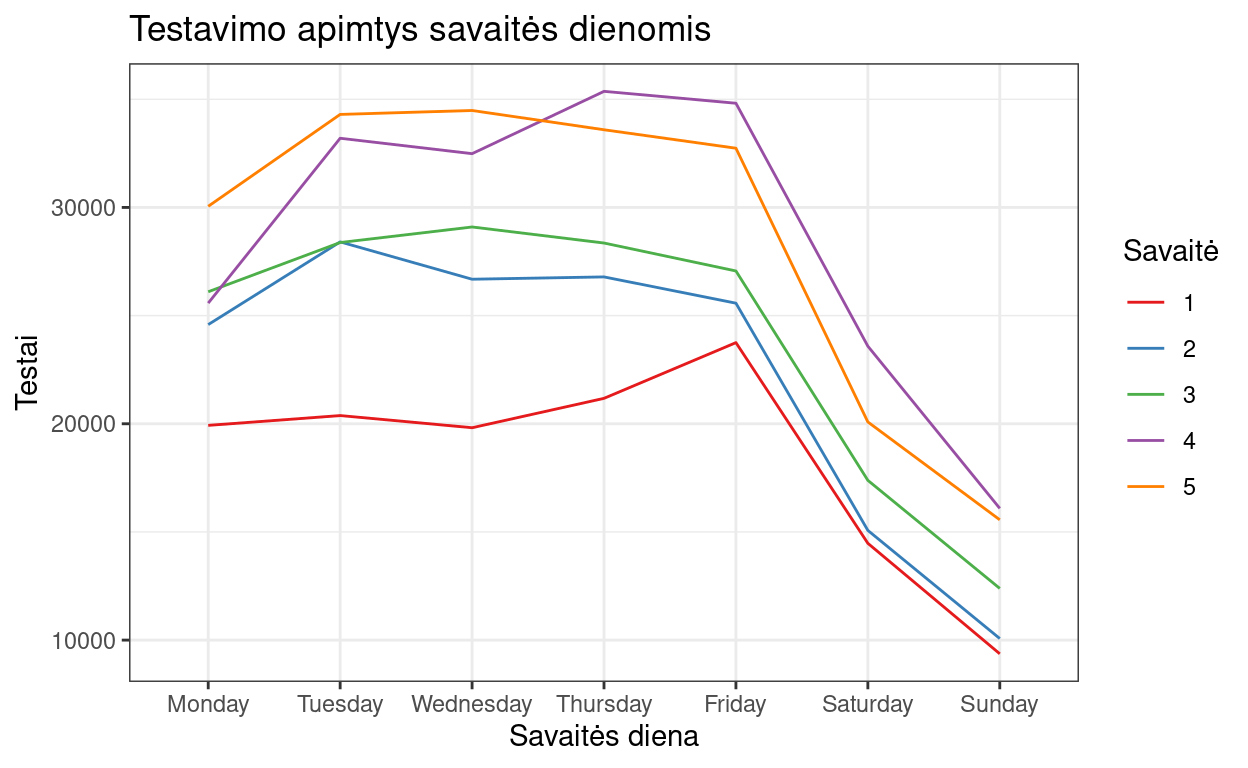 Testavimo apimtys savaitės dienomis
Testai
30000
20000
10000
Monday Tuesday Wednesday Thursday Friday Saturday Sunday
Savaitės diena
Savaitė
1
2
3
4
5